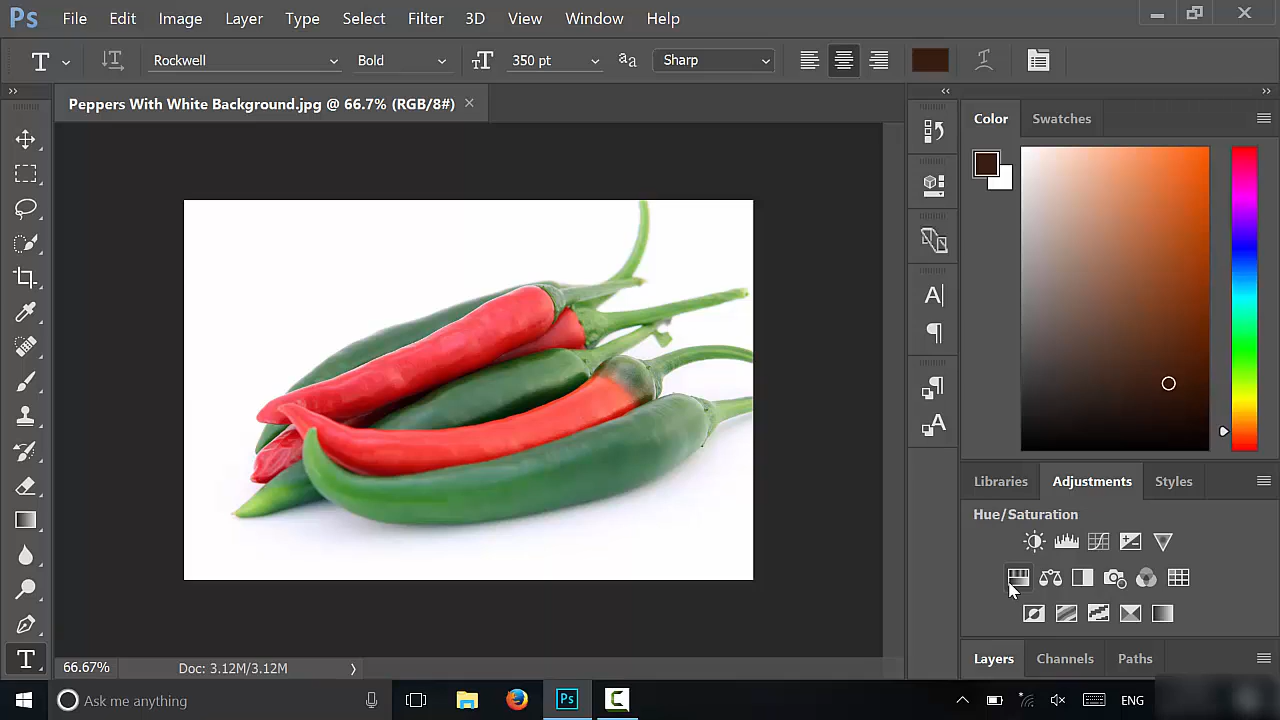 Ps File Edit Image Layer Type Select Filter 3D View Window Help
T Rockwell Bold 350 pt aa Sharp
Peppers With White Background.jpg @ 66.7% (RGB/8#) ×
Color Swatches
Libraries Adjustments Styles
Hue/Saturation
66.67% Doc: 3.12M/3.12M
Layers Channels Paths
Ask me anything Ps ENG